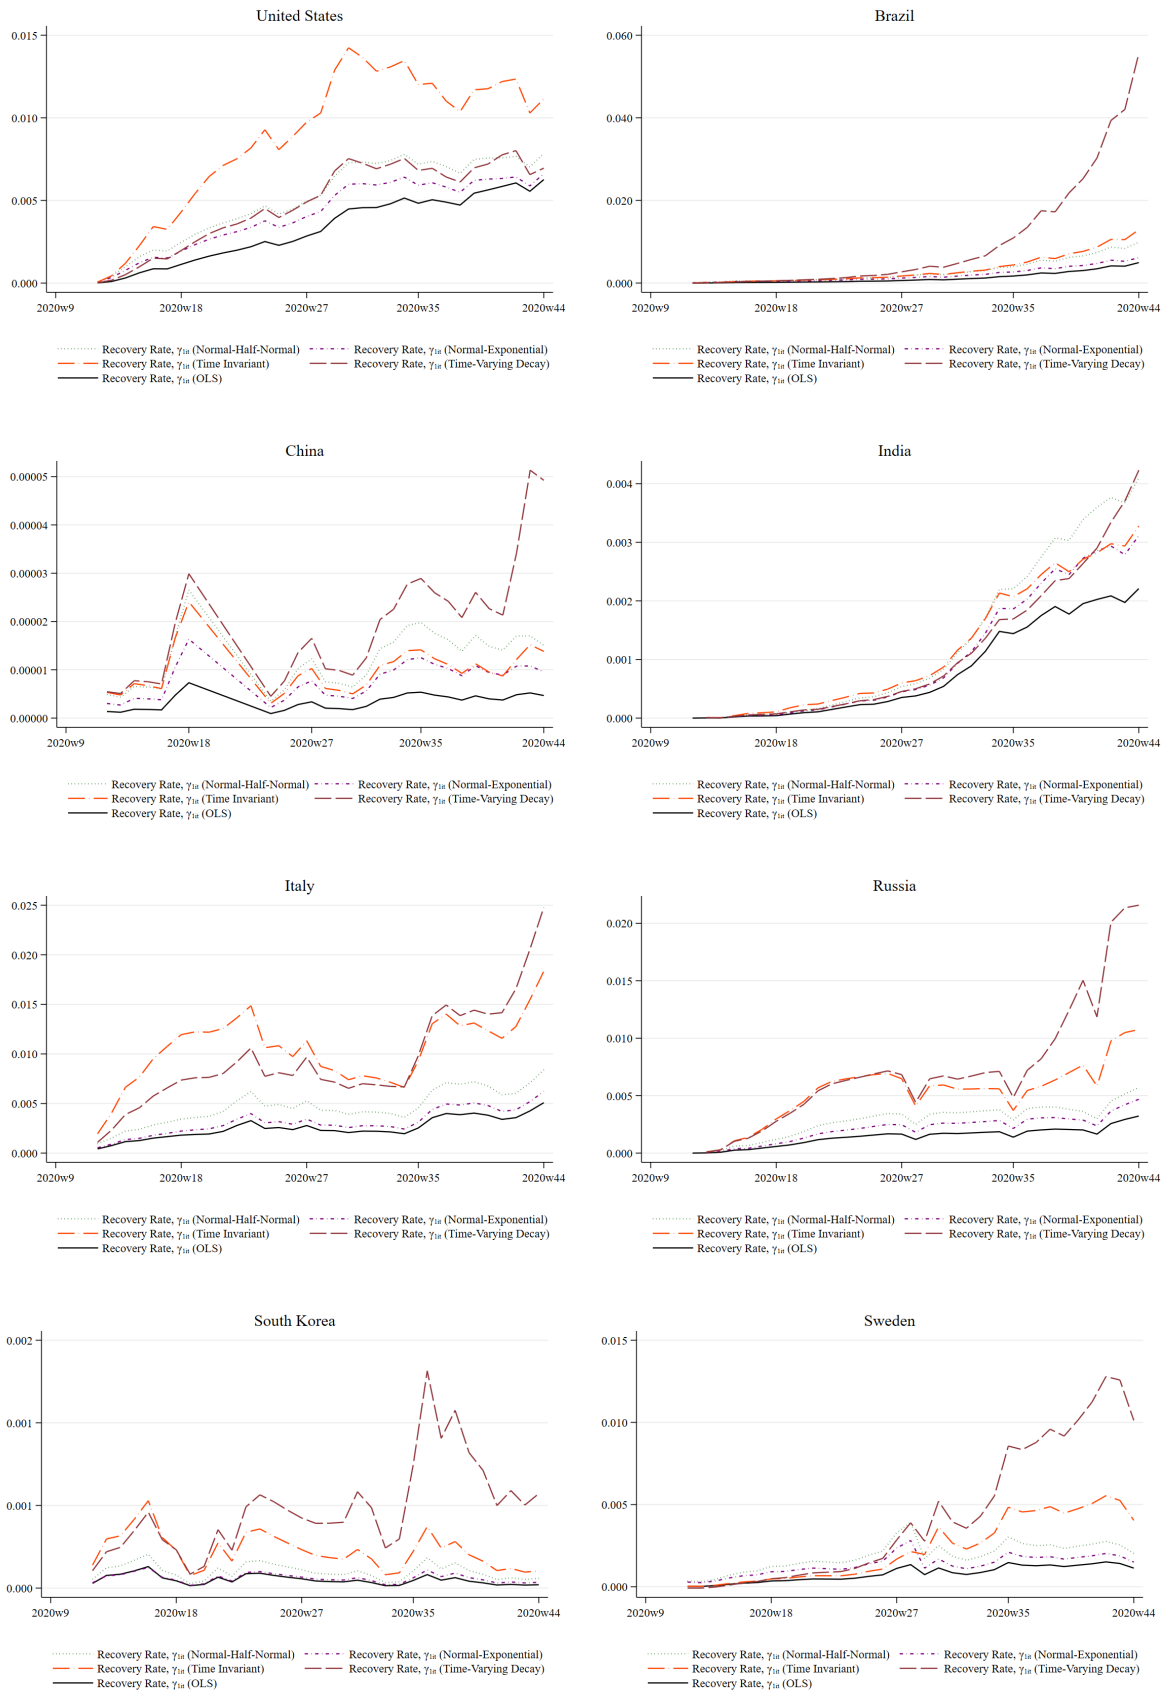 United States
0.015
0.010
0.005
0.000
2020w9 2020w18 2020w27 2020w35 2020w44
Recovery Rate, γ₁ᵢₜ (Normal-Half-Normal) Recovery Rate, γ₁ᵢₜ (Normal-Exponential)
Recovery Rate, γ₁ᵢₜ (Time Invariant) Recovery Rate, γ₁ᵢₜ (Time-Varying Decay)
Recovery Rate, γ₁ᵢₜ (OLS)
Brazil
0.060
0.040
0.020
0.000
2020w9 2020w18 2020w27 2020w35 2020w44
Recovery Rate, γ₁ᵢₜ (Normal-Half-Normal) Recovery Rate, γ₁ᵢₜ (Normal-Exponential)
Recovery Rate, γ₁ᵢₜ (Time Invariant) Recovery Rate, γ₁ᵢₜ (Time-Varying Decay)
Recovery Rate, γ₁ᵢₜ (OLS)
China
0.00005
0.00004
0.00003
0.00002
0.00001
0.00000
2020w9 2020w18 2020w27 2020w35 2020w44
Recovery Rate, γ₁ᵢₜ (Normal-Half-Normal) Recovery Rate, γ₁ᵢₜ (Normal-Exponential)
Recovery Rate, γ₁ᵢₜ (Time Invariant) Recovery Rate, γ₁ᵢₜ (Time-Varying Decay)
Recovery Rate, γ₁ᵢₜ (OLS)
India
0.004
0.003
0.002
0.001
0.000
2020w9 2020w18 2020w27 2020w35 2020w44
Recovery Rate, γ₁ᵢₜ (Normal-Half-Normal) Recovery Rate, γ₁ᵢₜ (Normal-Exponential)
Recovery Rate, γ₁ᵢₜ (Time Invariant) Recovery Rate, γ₁ᵢₜ (Time-Varying Decay)
Recovery Rate, γ₁ᵢₜ (OLS)
Italy
0.025
0.020
0.015
0.010
0.005
0.000
2020w9 2020w18 2020w27 2020w35 2020w44
Recovery Rate, γ₁ᵢₜ (Normal-Half-Normal) Recovery Rate, γ₁ᵢₜ (Normal-Exponential)
Recovery Rate, γ₁ᵢₜ (Time Invariant) Recovery Rate, γ₁ᵢₜ (Time-Varying Decay)
Recovery Rate, γ₁ᵢₜ (OLS)
Russia
0.020
0.015
0.010
0.005
0.000
2020w9 2020w18 2020w27 2020w35 2020w44
Recovery Rate, γ₁ᵢₜ (Normal-Half-Normal) Recovery Rate, γ₁ᵢₜ (Normal-Exponential)
Recovery Rate, γ₁ᵢₜ (Time Invariant) Recovery Rate, γ₁ᵢₜ (Time-Varying Decay)
Recovery Rate, γ₁ᵢₜ (OLS)
South Korea
0.002
0.001
0.001
0.000
2020w9 2020w18 2020w27 2020w35 2020w44
Recovery Rate, γ₁ᵢₜ (Normal-Half-Normal) Recovery Rate, γ₁ᵢₜ (Normal-Exponential)
Recovery Rate, γ₁ᵢₜ (Time Invariant) Recovery Rate, γ₁ᵢₜ (Time-Varying Decay)
Recovery Rate, γ₁ᵢₜ (OLS)
Sweden
0.015
0.010
0.005
0.000
2020w9 2020w18 2020w27 2020w35 2020w44
Recovery Rate, γ₁ᵢₜ (Normal-Half-Normal) Recovery Rate, γ₁ᵢₜ (Normal-Exponential)
Recovery Rate, γ₁ᵢₜ (Time Invariant) Recovery Rate, γ₁ᵢₜ (Time-Varying Decay)
Recovery Rate, γ₁ᵢₜ (OLS)